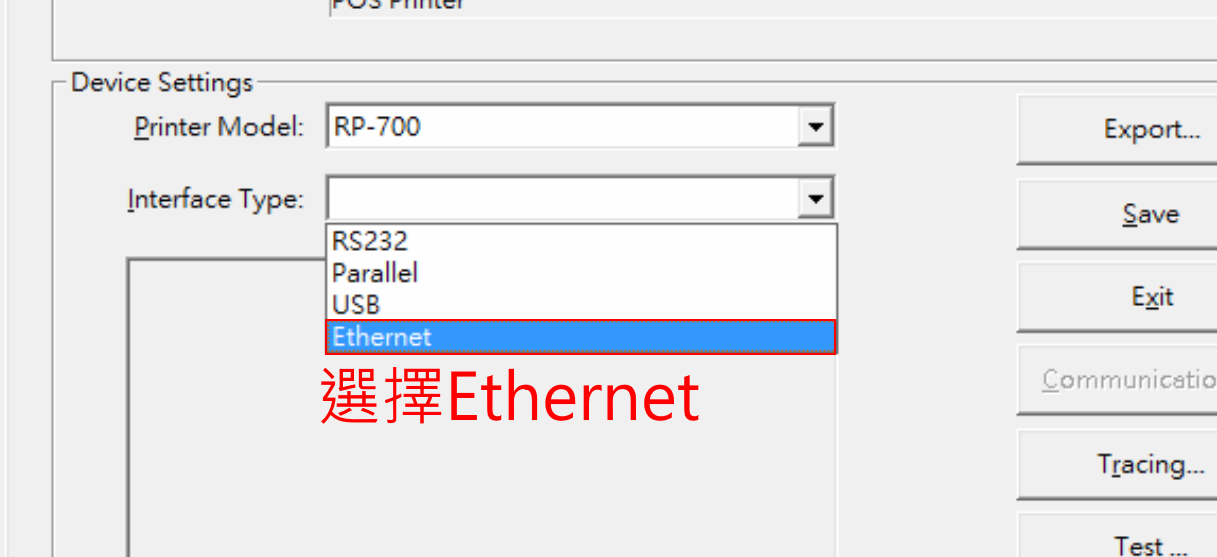 POS Printer
Device Settings
Printer Model: RP-700
Export...
Interface Type:
Save
RS232
Parallel
USB
Ethernet
Exit
選擇Ethernet
Communicatio
Tracing...
Test ...